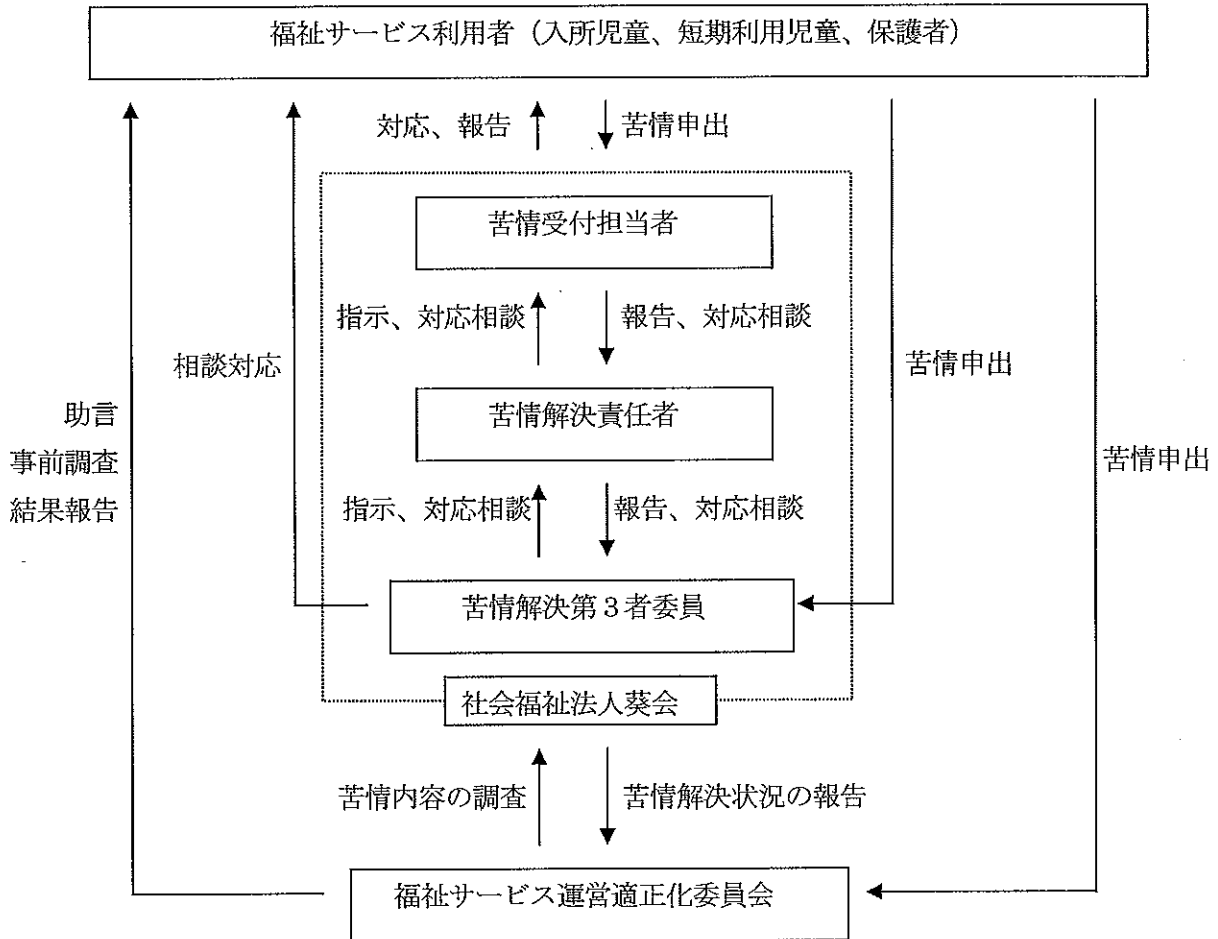 福祉サービス利用者（入所児童、短期利用児童、保護者）
対応、報告
苦情申出
苦情受付担当者
指示、対応相談
報告、対応相談
相談対応
苦情申出
助言
事前調査
結果報告
苦情解決責任者
苦情申出
指示、対応相談
報告、対応相談
苦情解決第３者委員
社会福祉法人葵会
苦情内容の調査
苦情解決状況の報告
福祉サービス運営適正化委員会